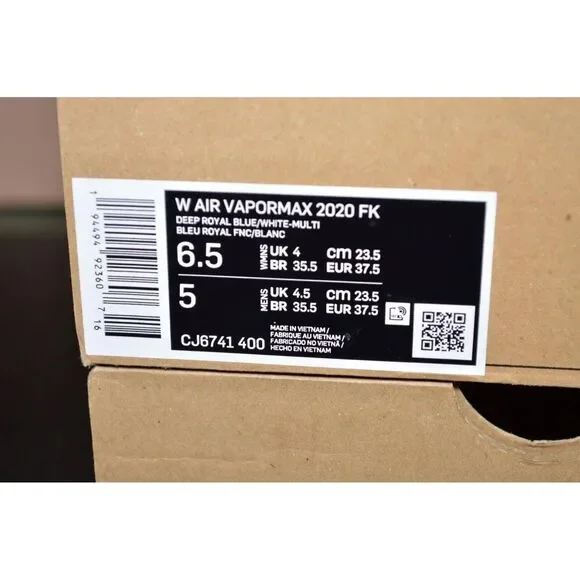 W AIR VAPORMAX 2020 FK
DEEP ROYAL BLUE/WHITE-MULTI
BLEU ROYAL FNC/BLANC
6.5 WMNS UK 4 cm 23.5
BR 35.5 EUR 37.5
5 MENS UK 4.5 cm 23.5
BR 35.5 EUR 37.5
CJ6741 400
MADE IN VIETNAM /
FABRIQUE AU VIETNAM /
FABRICADO NO VIETNÃ /
HECHO EN VIETNAM
1 94494 92360 7 16